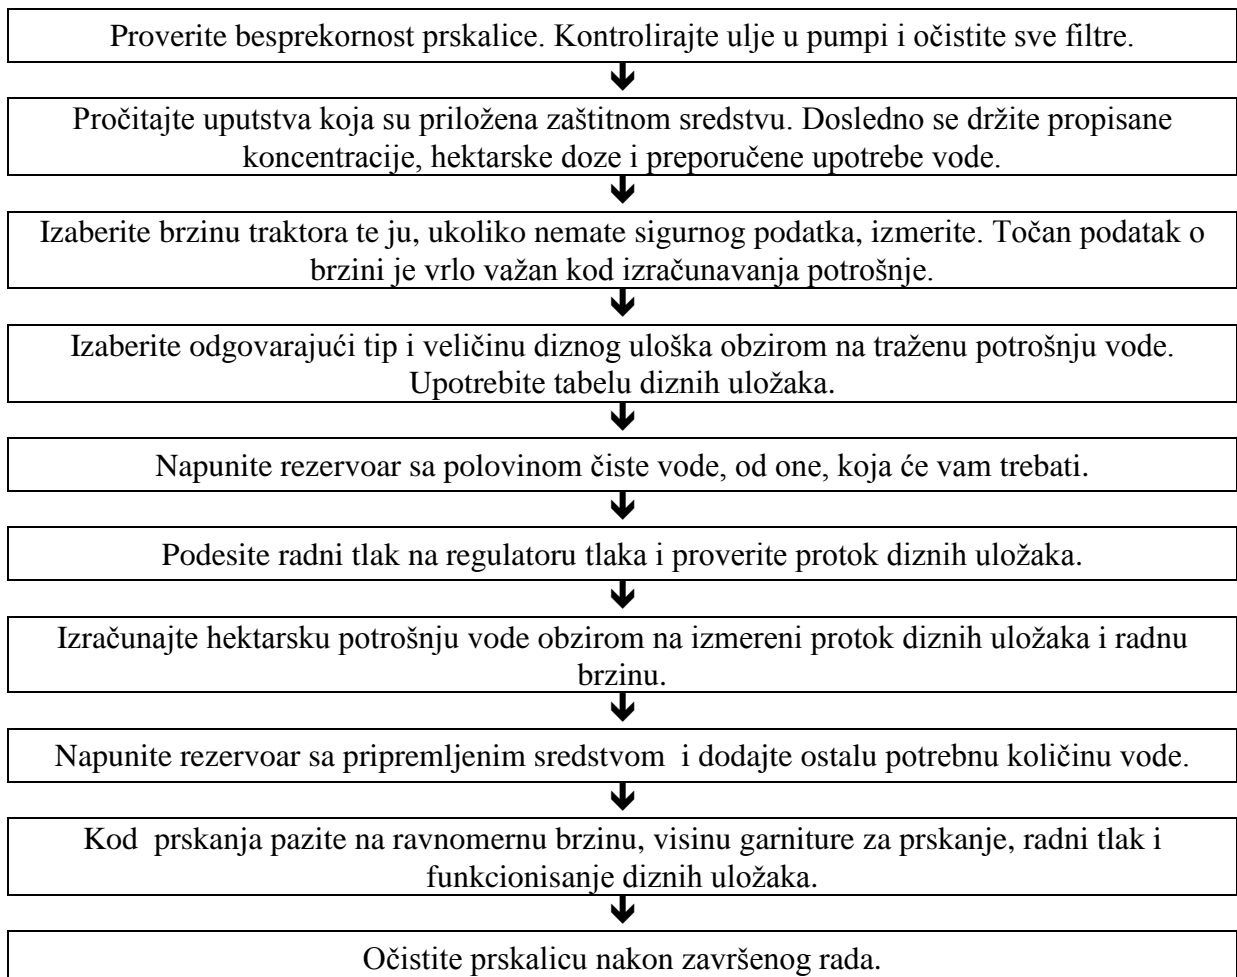 Proverite besprekornost prskalice. Kontrolirajte ulje u pumpi i očistite sve filtre.
Pročitajte uputstva koja su priložena zaštitnom sredstvu. Dosledno se držite propisane
koncentracije, hektarske doze i preporučene upotrebe vode.
Izaberite brzinu traktora te ju, ukoliko nemate sigurnog podatka, izmerite. Točan podatak o
brzini je vrlo važan kod izračunavanja potrošnje.
Izaberite odgovarajući tip i veličinu diznog uloška obzirom na traženu potrošnju vode.
Upotrebite tabelu diznih uložaka.
Napunite rezervoar sa polovinom čiste vode, od one, koja će vam trebati.
Podesite radni tlak na regulatoru tlaka i proverite protok diznih uložaka.
Izračunajte hektarsku potrošnju vode obzirom na izmereni protok diznih uložaka i radnu
brzinu.
Napunite rezervoar sa pripremljenim sredstvom i dodajte ostalu potrebnu količinu vode.
Kod prskanja pazite na ravnomernu brzinu, visinu garniture za prskanje, radni tlak i
funkcionisanje diznih uložaka.
Očistite prskalicu nakon završenog rada.